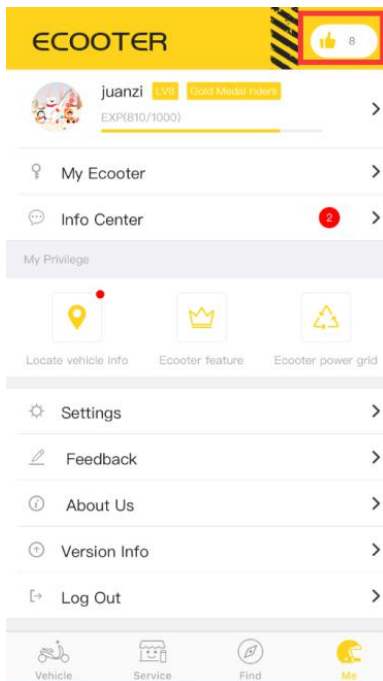 ECOOTER
8
juanzi LV8 Gold Medal riders
EXP(810/1000)
My Ecooter
Info Center 2
My Privilege
Locate vehicle info Ecooter feature Ecooter power grid
Settings
Feedback
About Us
Version Info
Log Out
Vehicle Service Find Me